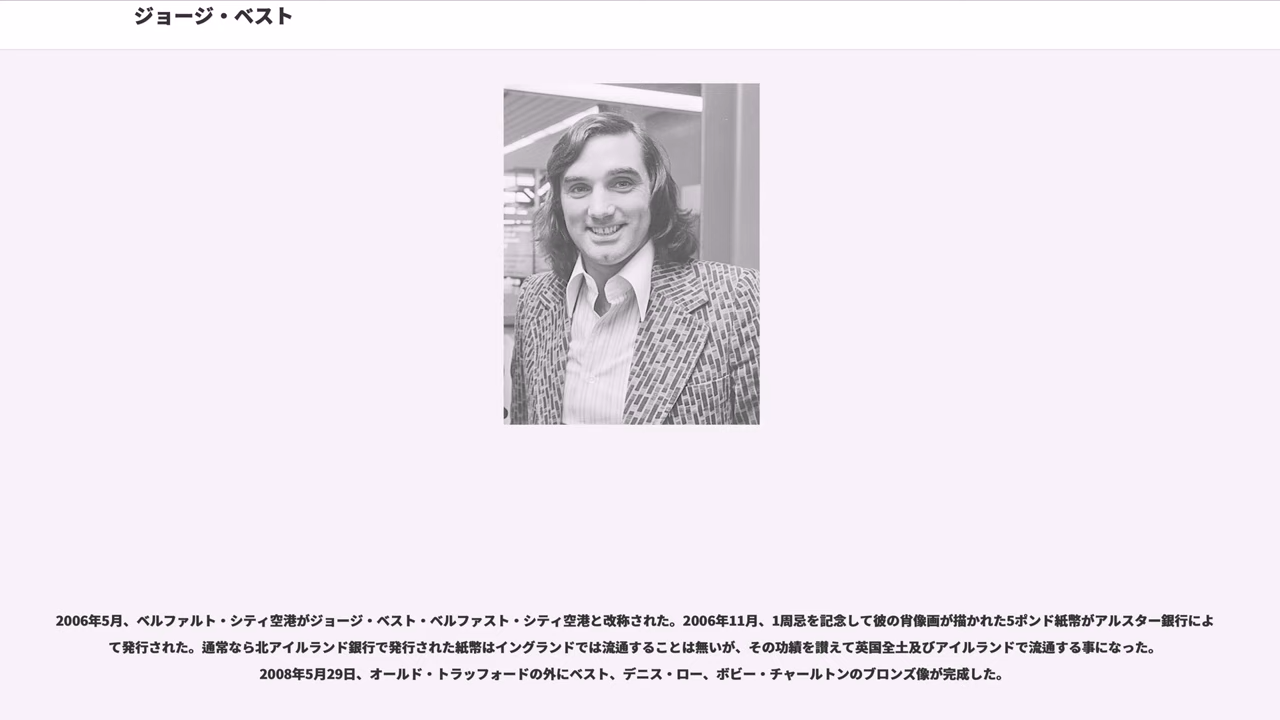 ジョージ・ベスト
2006年5月、ベルファルト・シティ空港がジョージ・ベスト・ベルファスト・シティ空港と改称された。2006年11月、1周忌を記念して彼の肖像画が描かれた5ポンド紙幣がアルスター銀行によ
て発行された。通常なら北アイルランド銀行で発行された紙幣はイングランドでは流通することは無いが、その功績を讃えて英国全土及びアイルランドで流通する事になった。
2008年5月29日、オールド・トラッフォードの外にベスト、デニス・ロー、ボビー・チャールトンのブロンズ像が完成した。